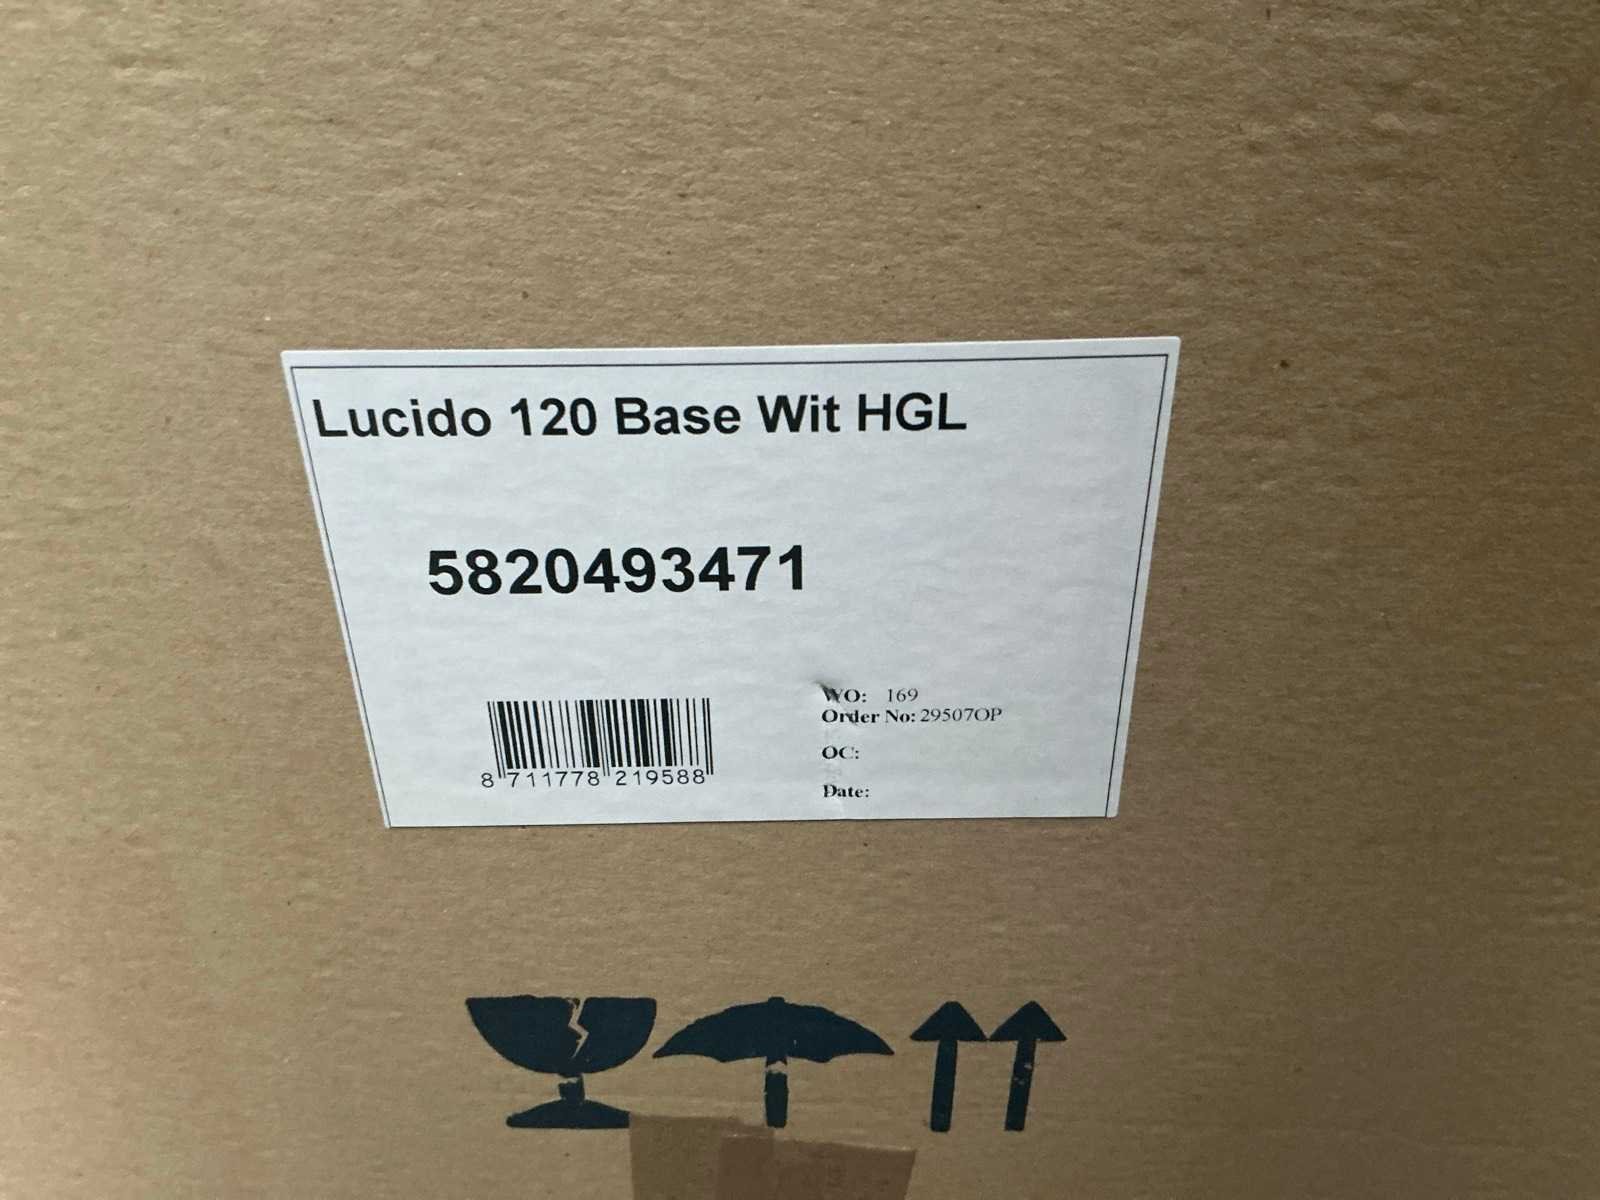 Lucido 120 Base Wit HGL
5820493471
8 711778 219588
WO: 169
Order No: 29507OP
OC:
Date: